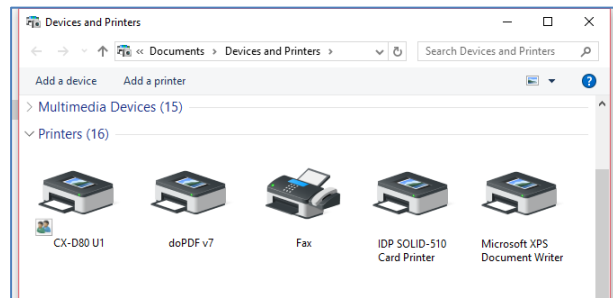 Devices and Printers
« Documents > Devices and Printers >
Search Devices and Printers
Add a device Add a printer
Multimedia Devices (15)
Printers (16)
CX-D80 U1
doPDF v7
Fax
IDP SOLID-510
Card Printer
Microsoft XPS
Document Writer